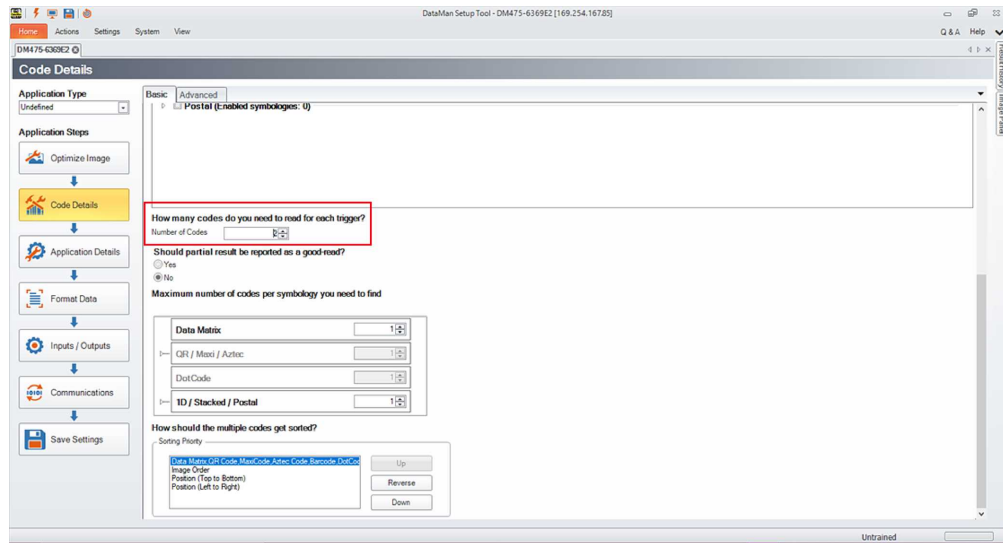 DataMan Setup Tool - DM475-6369E2 [169.254.167.85]
Home Actions Settings System View Q & A Help
DM475-6369E2
Code Details
Application Type
Undefined
Application Steps
Optimize Image
Code Details
Application Details
Format Data
Inputs / Outputs
Communications
Save Settings
Basic Advanced
Postal (Enabled symbologies: 0)
How many codes do you need to read for each trigger?
Number of Codes 2
Should partial result be reported as a good-read?
Yes
No
Maximum number of codes per symbology you need to find
Data Matrix 1
QR / Maxi / Aztec 1
DotCode 1
1D / Stacked / Postal 1
How should the multiple codes get sorted?
Sorting Priority
Data Matrix,QR Code,MaxiCode,Aztec Code,Barcode,DotCod
Image Order
Position (Top to Bottom)
Position (Left to Right)
Up
Reverse
Down
Untrained